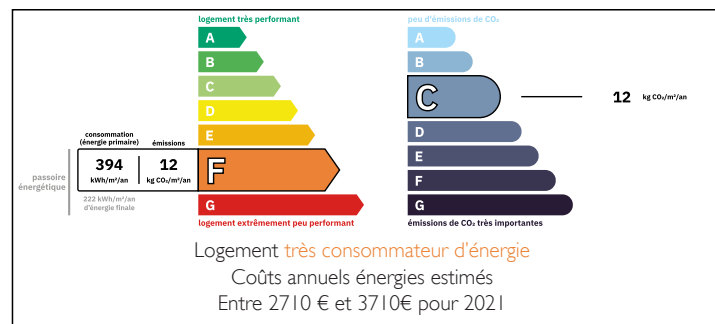 logement très performant
A
B
C
D
E
consommation
(énergie primaire)
émissions
passoire
énergétique
394
kWh/m²/an
12
kg CO₂/m²/an
F
222 kWh/m²/an
d'énergie finale
G
logement extrêmement peu performant
peu d'émissions de CO₂
A
B
C
12 kg CO₂/m²/an
D
E
F
G
émissions de CO₂ très importantes
Logement très consommateur d'énergie
Coûts annuels énergies estimés
Entre 2710 € et 3710€ pour 2021